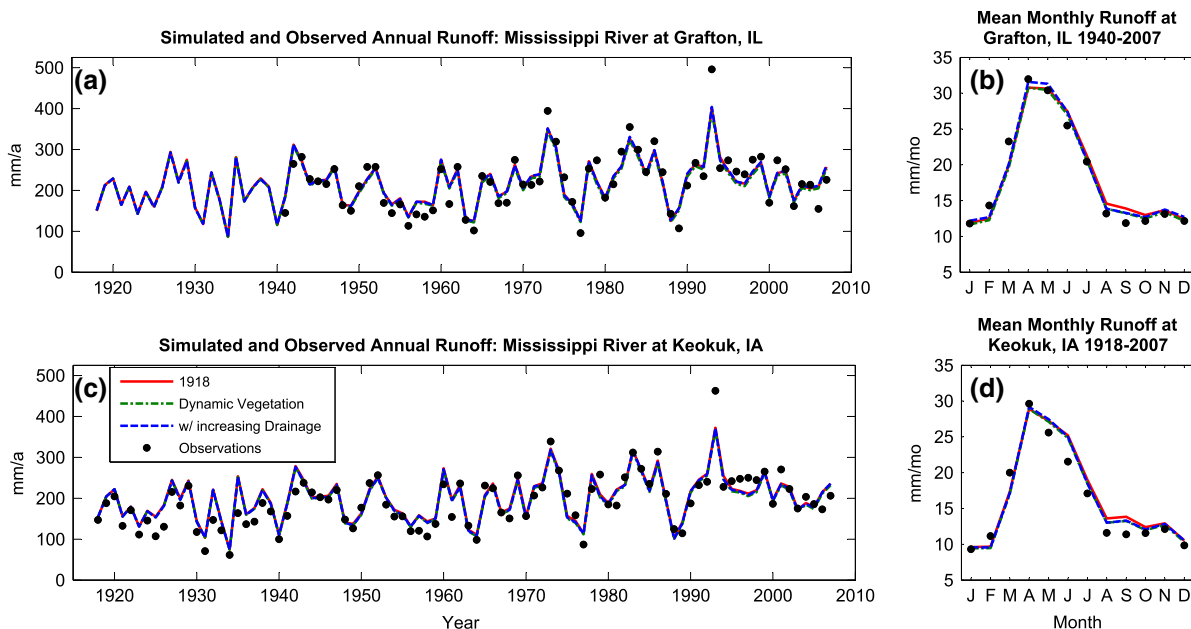 Simulated and Observed Annual Runoff: Mississippi River at Grafton, IL
(a)
mm/a
500
400
300
200
100
0
1920 1930 1940 1950 1960 1970 1980 1990 2000 2010
Mean Monthly Runoff at
Grafton, IL 1940-2007
(b)
mm/mo
35
30
25
20
15
10
5
J F M A M J J A S O N D
Simulated and Observed Annual Runoff: Mississippi River at Keokuk, IA
(c)
mm/a
500
400
300
200
100
0
1918
Dynamic Vegetation
w/ increasing Drainage
Observations
1920 1930 1940 1950 1960 1970 1980 1990 2000 2010
Year
Mean Monthly Runoff at
Keokuk, IA 1918-2007
(d)
mm/mo
35
30
25
20
15
10
5
J F M A M J J A S O N D
Month